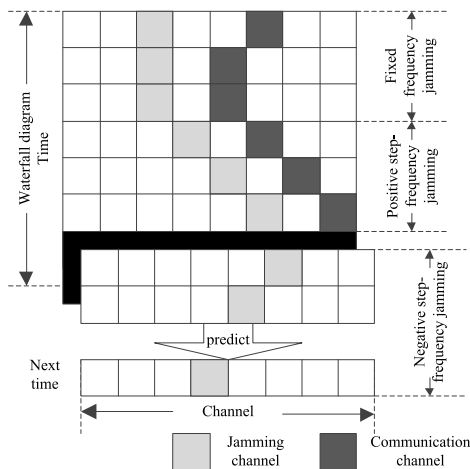 Waterfall diagram
Time
Fixed
frequency
jamming
Positive step-
frequency
jamming
Negative step-
frequency jamming
predict
Next
time
Channel
Jamming
channel
Communication
channel